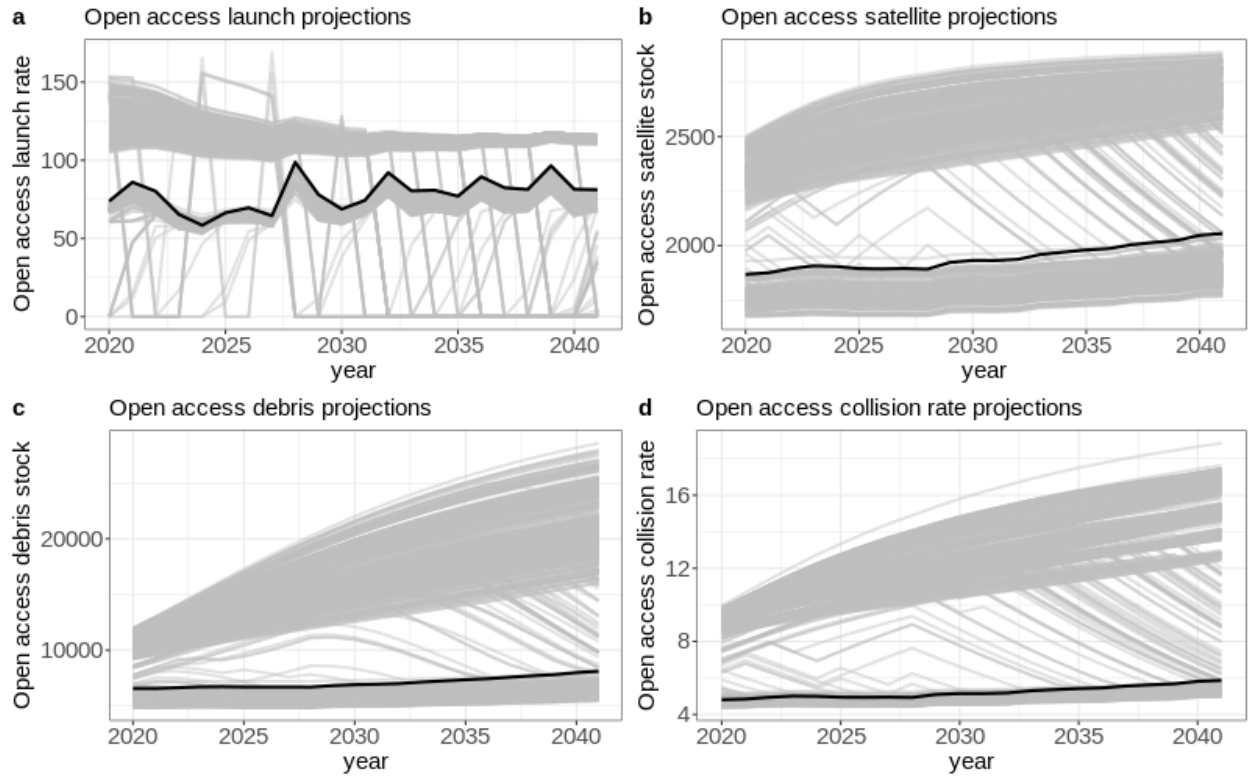 a Open access launch projections
Open access launch rate
150
100
50
0
2020 2025 2030 2035 2040
year
b Open access satellite projections
Open access satellite stock
2500
2000
2020 2025 2030 2035 2040
year
c Open access debris projections
Open access debris stock
20000
10000
2020 2025 2030 2035 2040
year
d Open access collision rate projections
Open access collision rate
16
12
8
4
2020 2025 2030 2035 2040
year